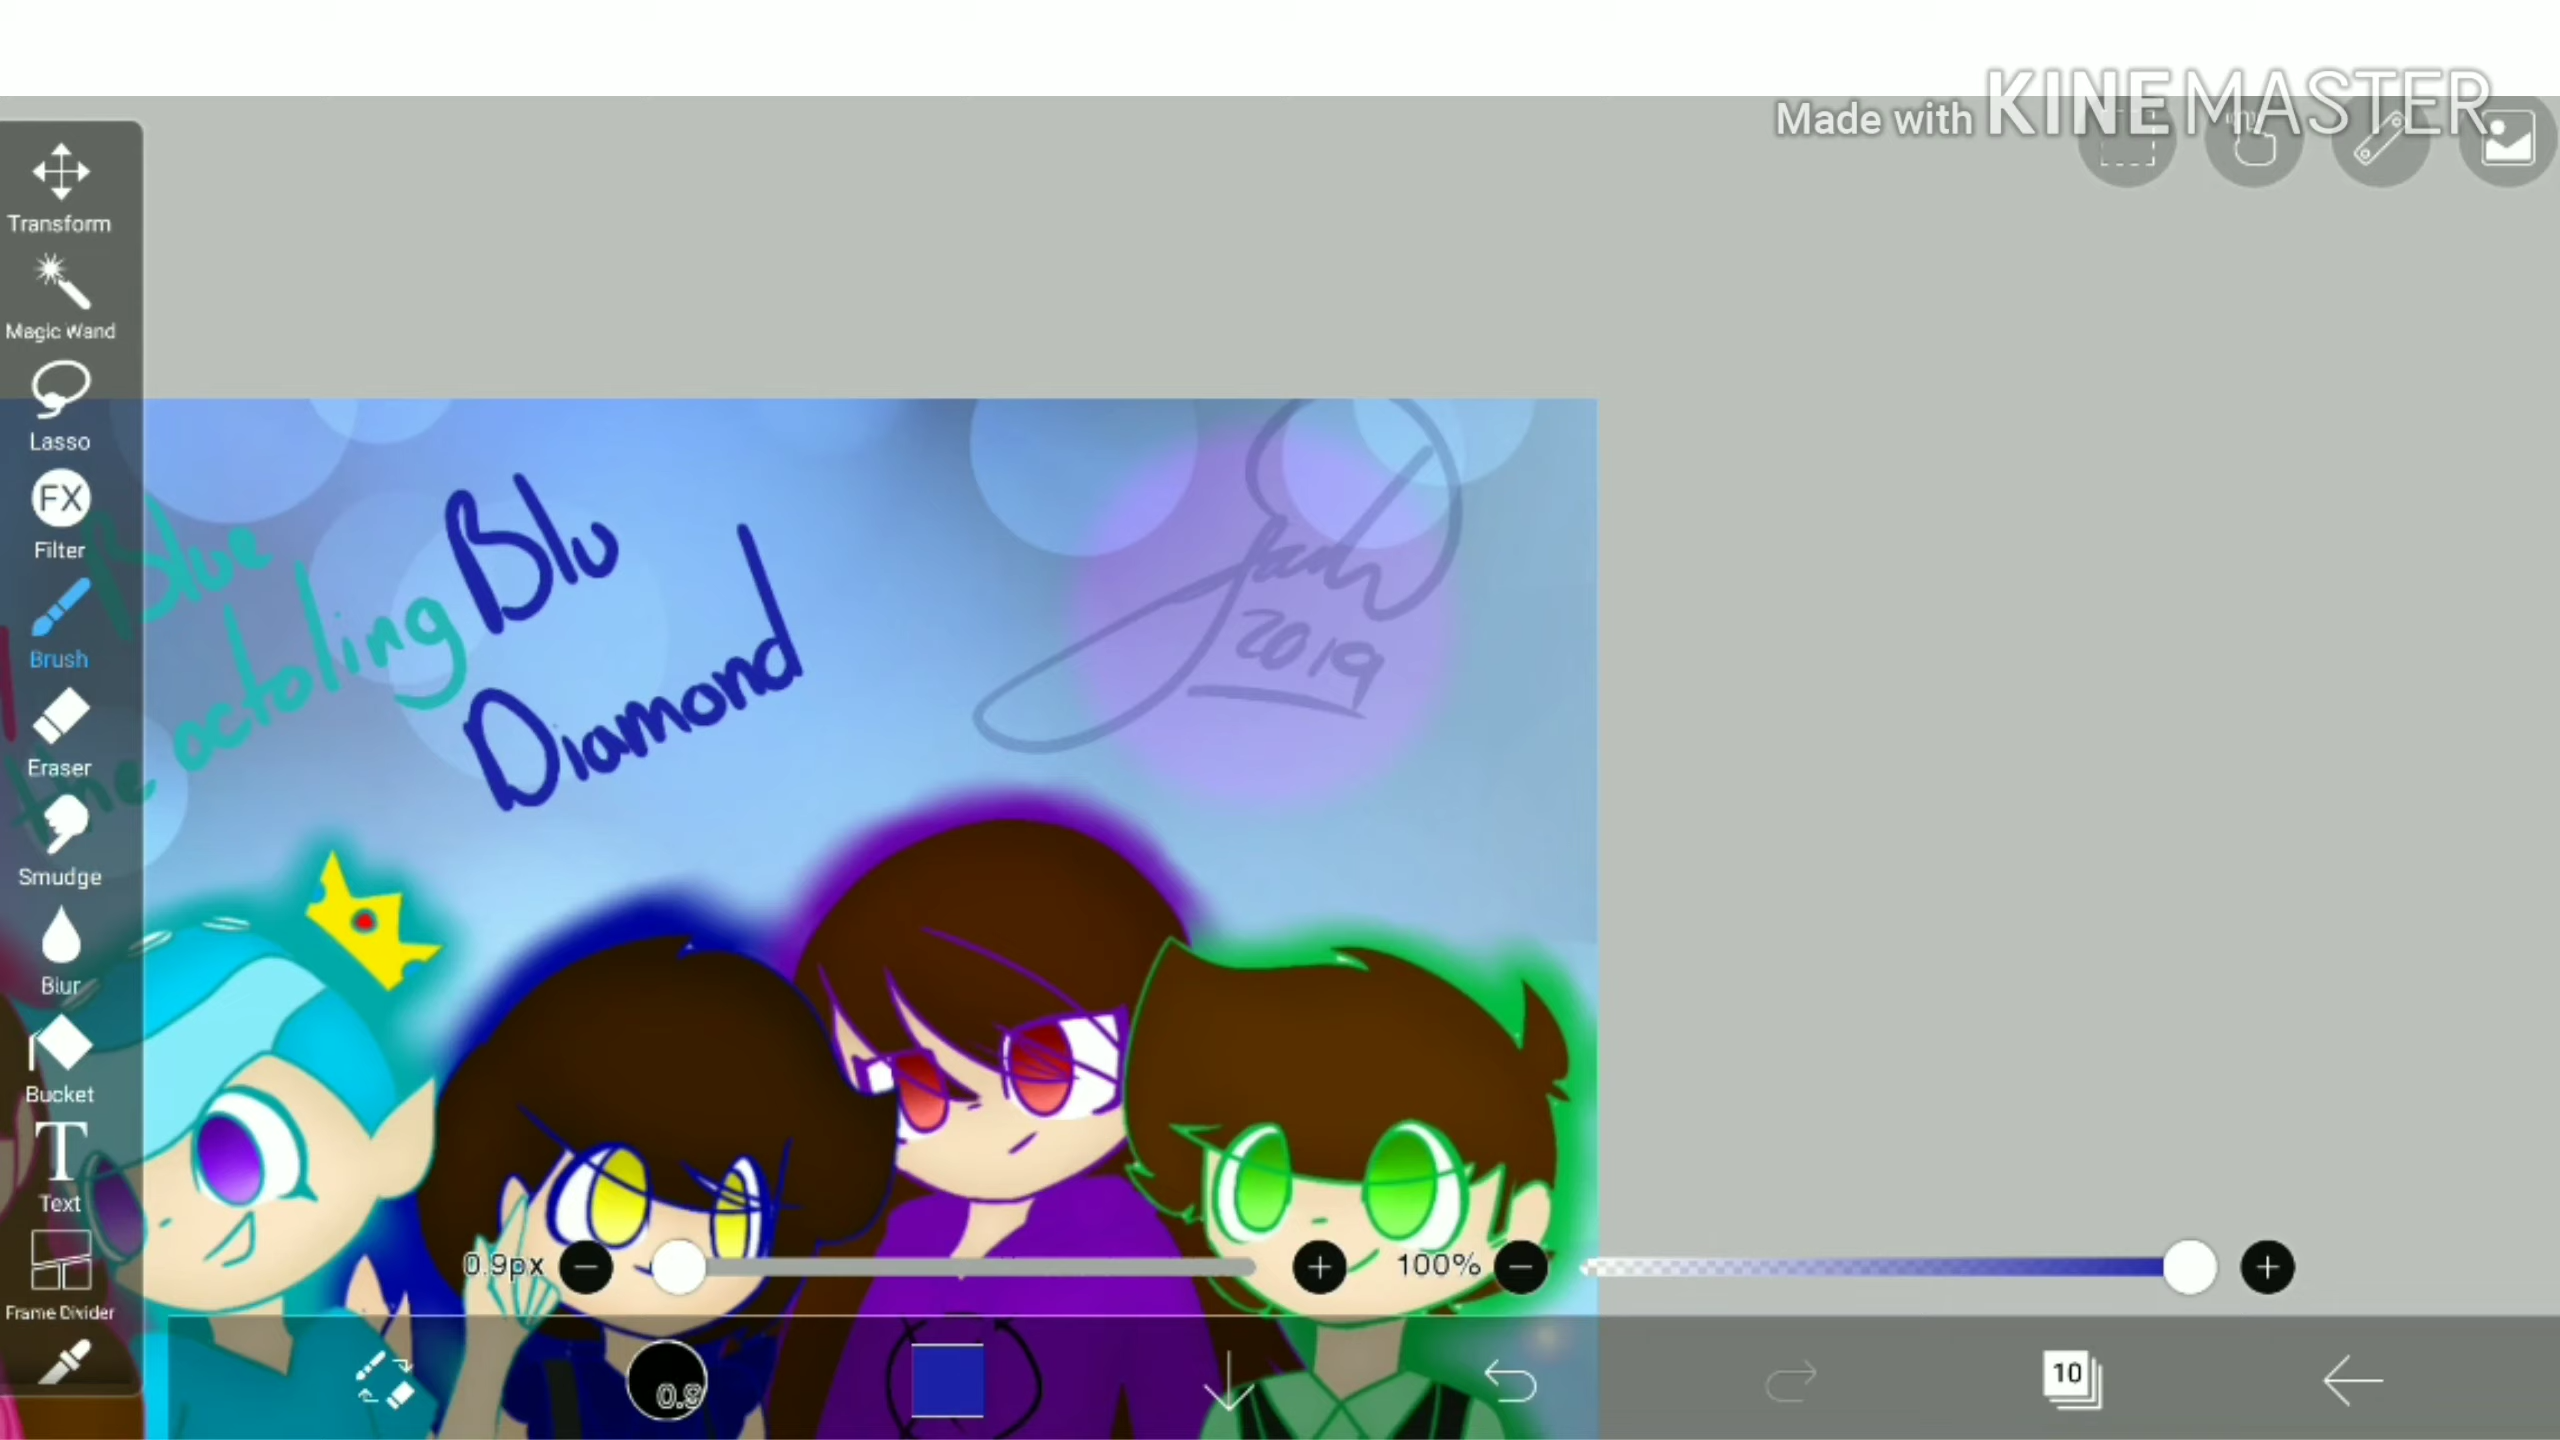 Made with KINEMASTER
Transform
Magic Wand
Lasso
FX
Filter
Brush
Eraser
Smudge
Blur
Bucket
T
Text
Frame Divider
Blue
the octoling
Blu
Diamond
2019
0.9px
100%
0.9
10